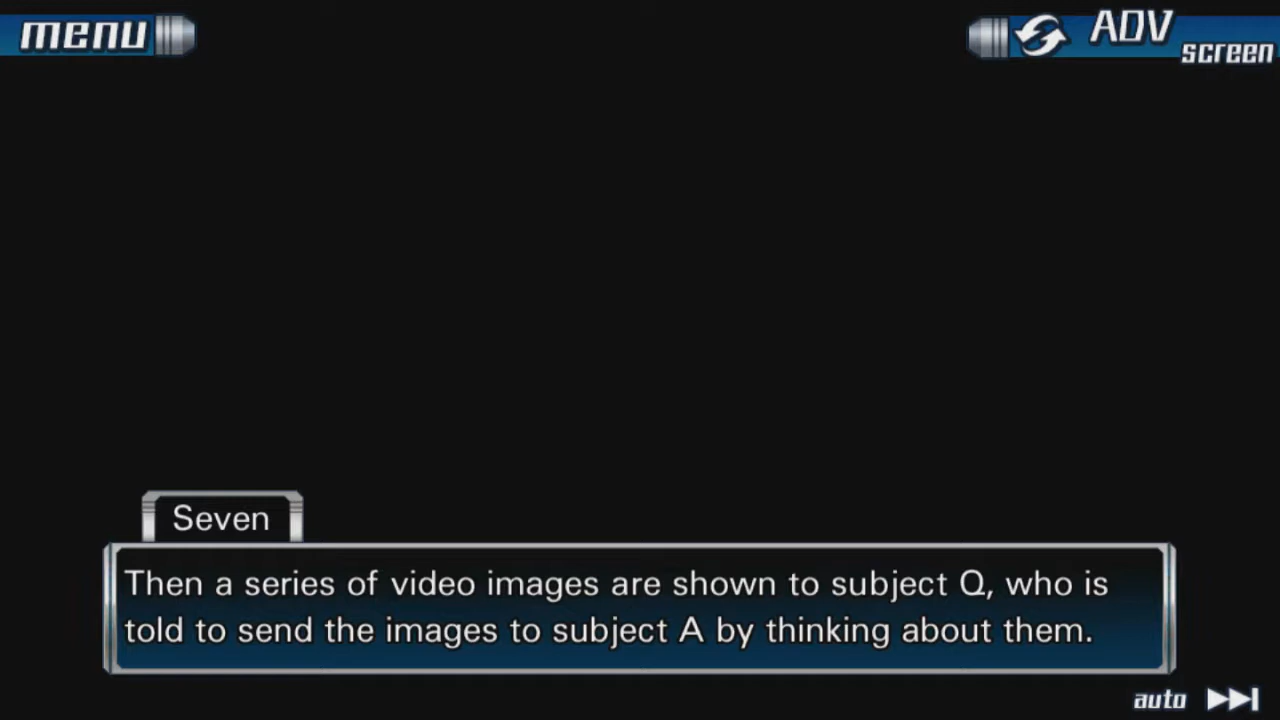 menu
ADV
screen
Seven
Then a series of video images are shown to subject Q, who is
told to send the images to subject A by thinking about them.
auto